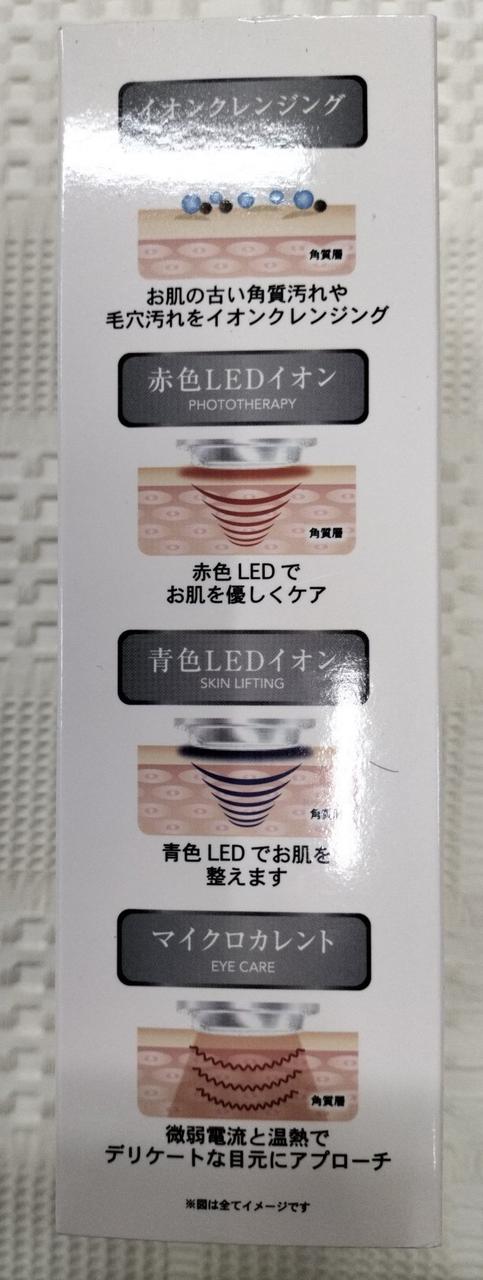 イオンクレンジング
角質層
お肌の古い角質汚れや
毛穴汚れをイオンクレンジング
赤色LEDイオン
PHOTOTHERAPY
角質層
赤色 LED で
お肌を優しくケア
青色LEDイオン
SKIN LIFTING
角質層
青色 LED でお肌を
整えます
マイクロカレント
EYE CARE
角質層
微弱電流と温熱で
デリケートな目元にアプローチ
※図は全てイメージです